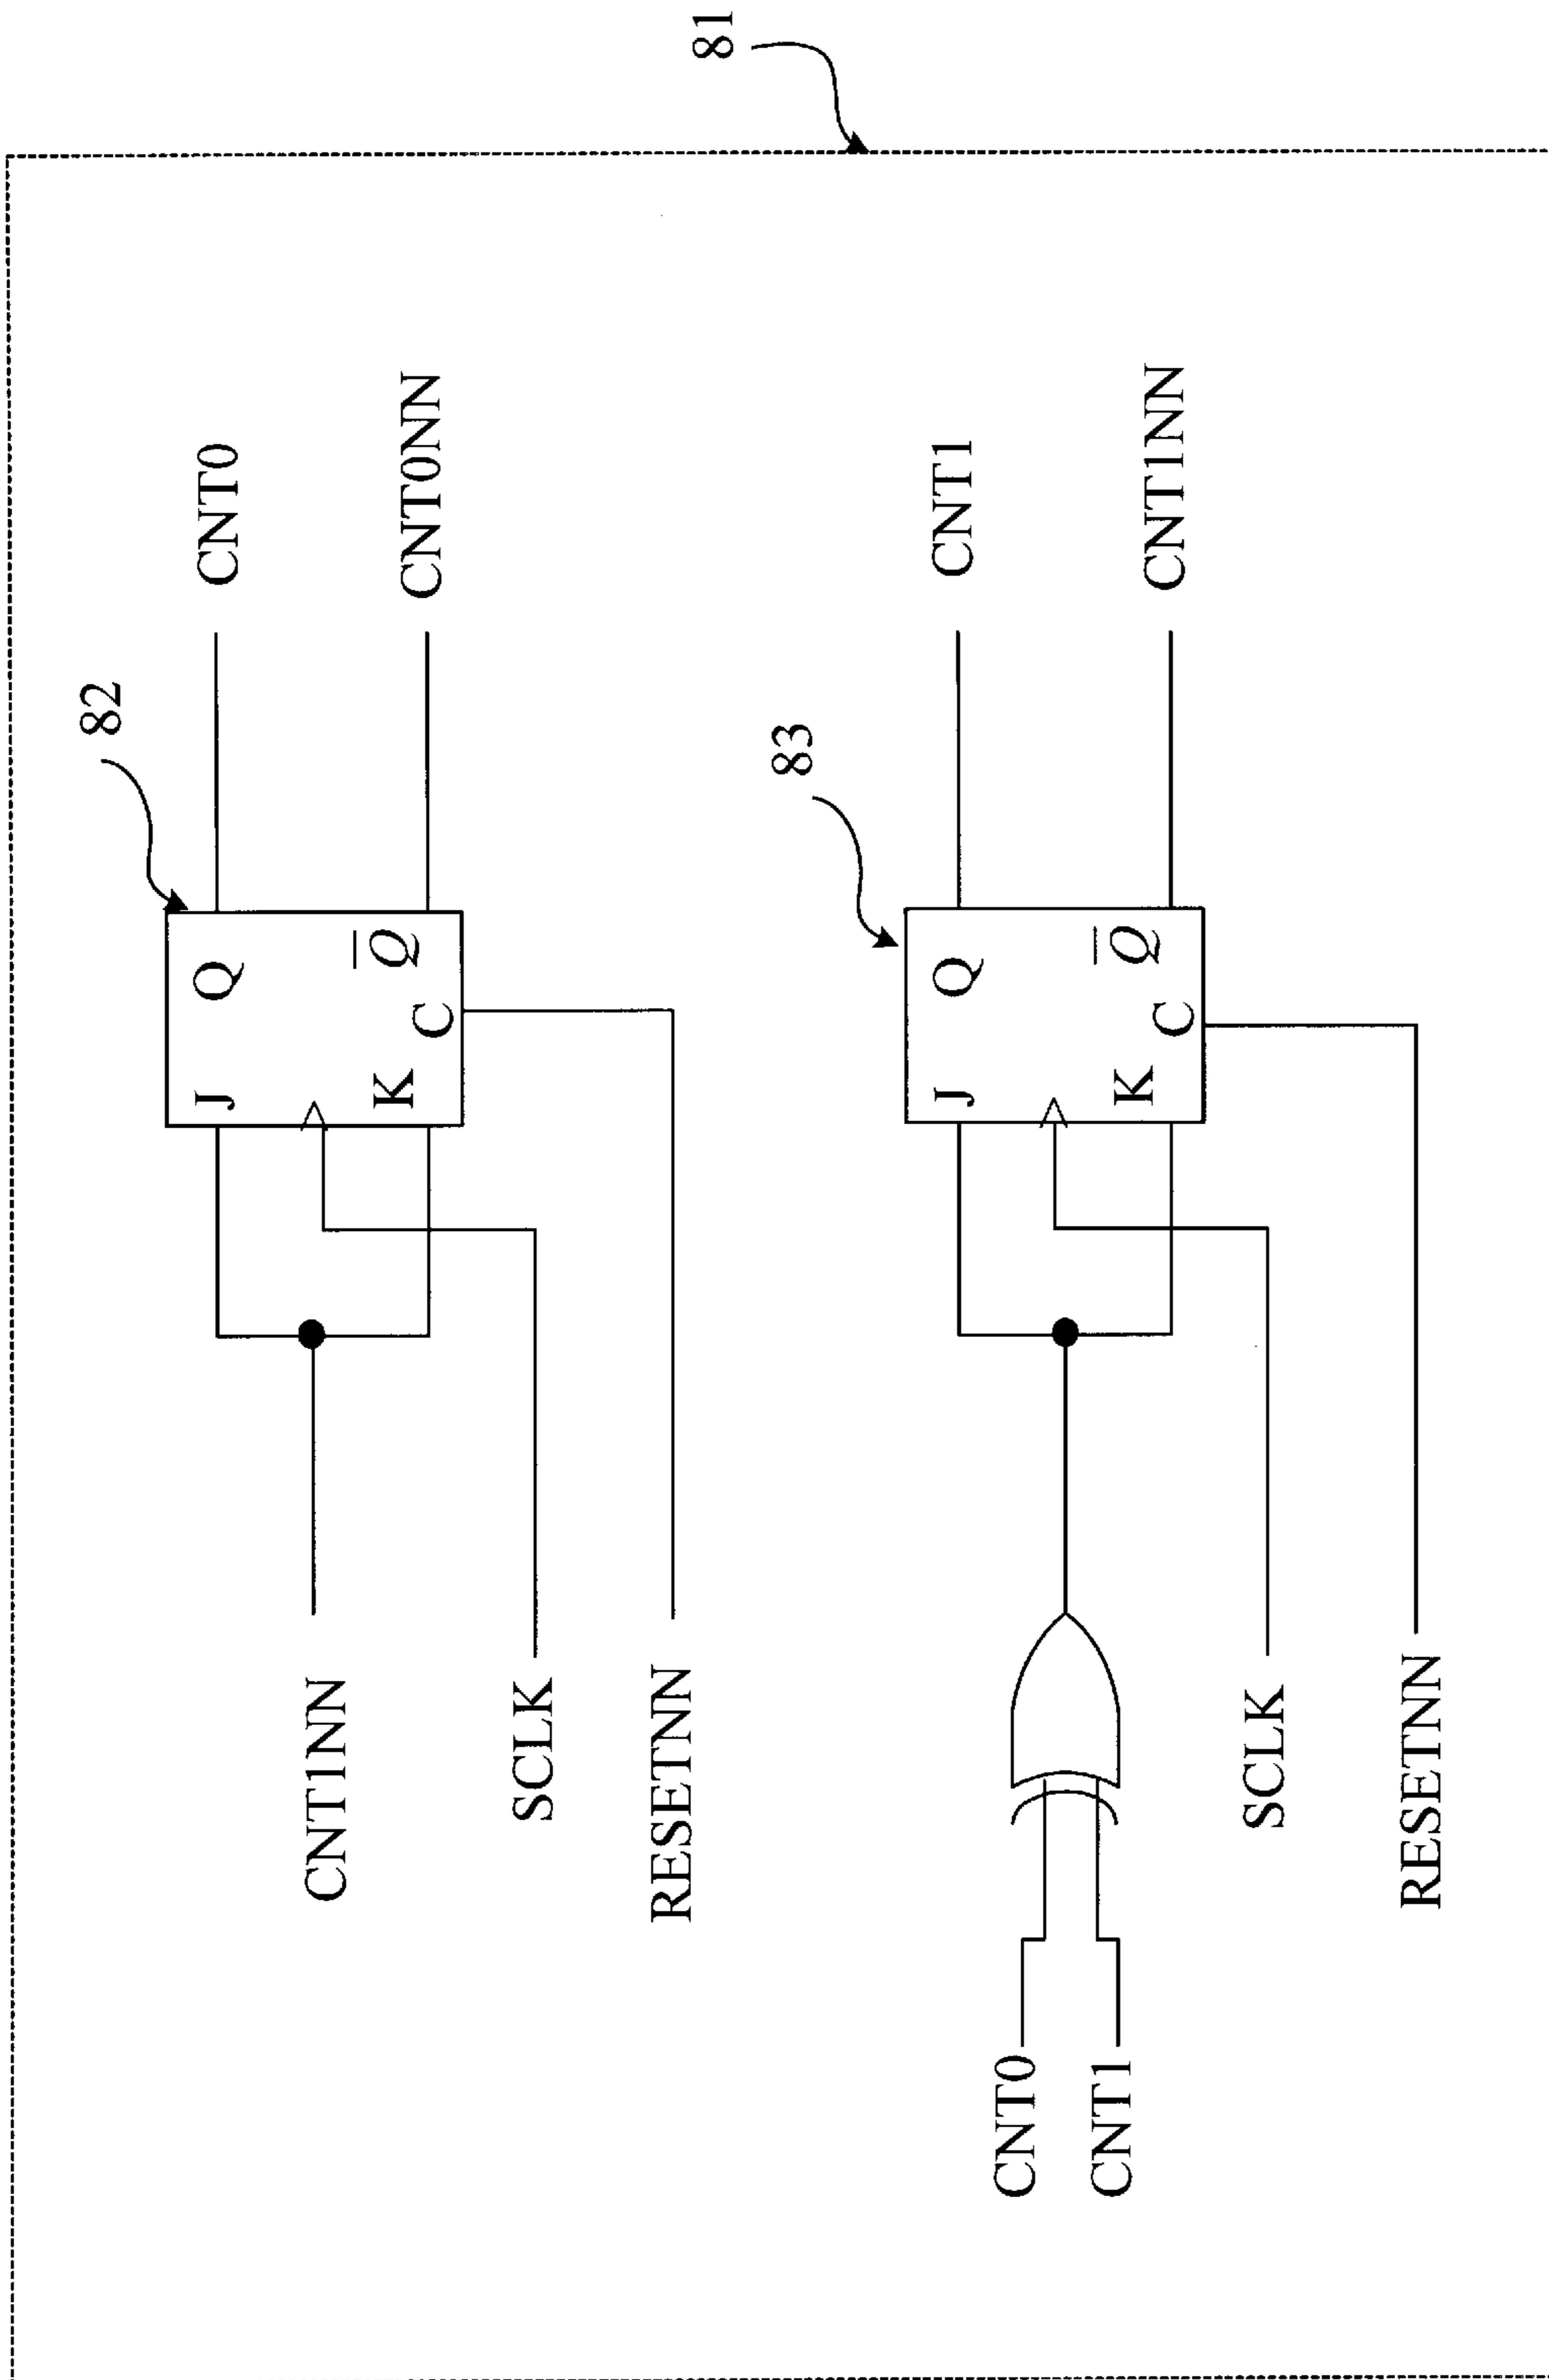 81
82
CNT0
CNT0NN
J
Q
K
Q̅
C
CNT1NN
SCLK
RESETNN
83
CNT1
CNT1NN
J
Q
K
Q̅
C
CNT0
CNT1
SCLK
RESETNN